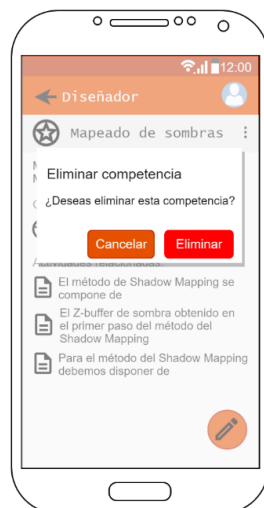 12:00
Diseñador
Mapeado de sombras
Eliminar competencia
¿Deseas eliminar esta competencia?
Cancelar Eliminar
Actividades relacionadas:
El método de Shadow Mapping se
compone de
El Z-buffer de sombra obtenido en
el primer paso del método del
Shadow Mapping
Para el método del Shadow Mapping
debemos disponer de